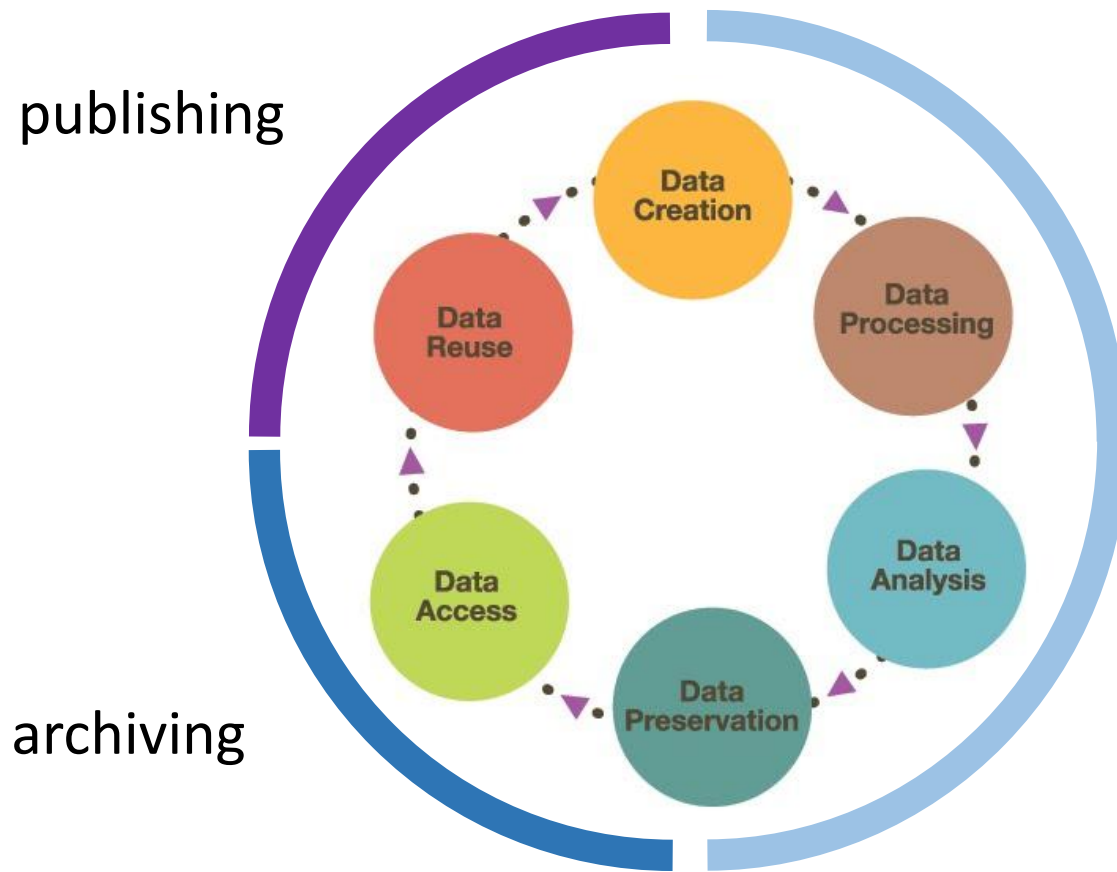 publishing
Data
Creation
Data
Processing
Data
Reuse
Data
Analysis
Data
Access
Data
Preservation
archiving